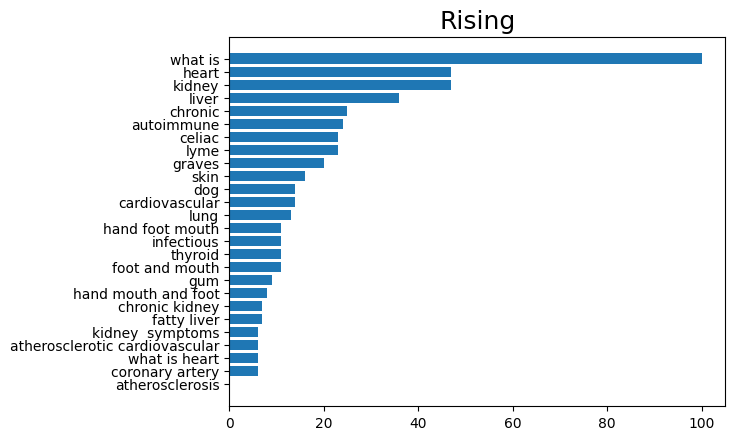 Rising
what is
heart
kidney
liver
chronic
autoimmune
celiac
lyme
graves
skin
dog
cardiovascular
lung
hand foot mouth
infectious
thyroid
foot and mouth
gum
hand mouth and foot
chronic kidney
fatty liver
kidney  symptoms
atherosclerotic cardiovascular
what is heart
coronary artery
atherosclerosis
0 20 40 60 80 100